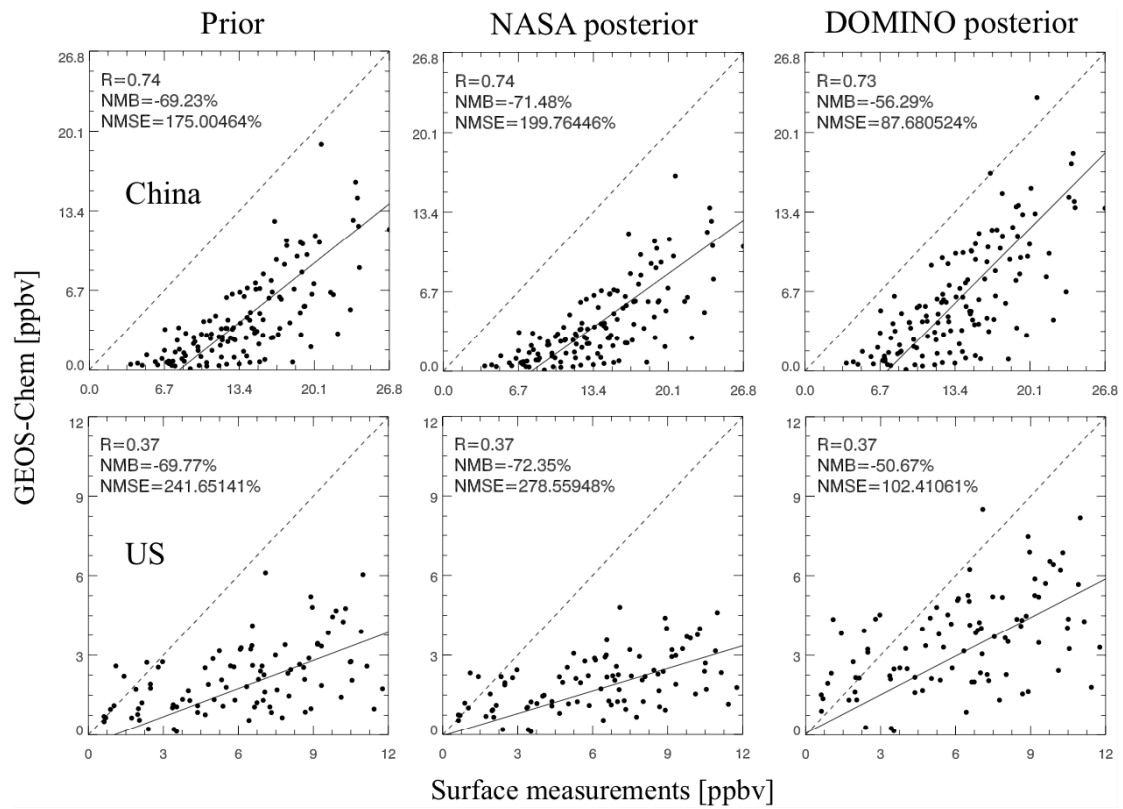 Prior
NASA posterior
DOMINO posterior
26.8
20.1
13.4
6.7
0.0
R=0.74
NMB=-69.23%
NMSE=175.00464%
China
0.0
6.7
13.4
20.1
26.8
26.8
20.1
13.4
6.7
0.0
R=0.74
NMB=-71.48%
NMSE=199.76446%
0.0
6.7
13.4
20.1
26.8
26.8
20.1
13.4
6.7
0.0
R=0.73
NMB=-56.29%
NMSE=87.680524%
0.0
6.7
13.4
20.1
26.8
GEOS-Chem [ppbv]
12
9
6
3
0
R=0.37
NMB=-69.77%
NMSE=241.65141%
US
0
3
6
9
12
12
9
6
3
0
R=0.37
NMB=-72.35%
NMSE=278.55948%
0
3
6
9
12
12
9
6
3
0
R=0.37
NMB=-50.67%
NMSE=102.41061%
0
3
6
9
12
Surface measurements [ppbv]